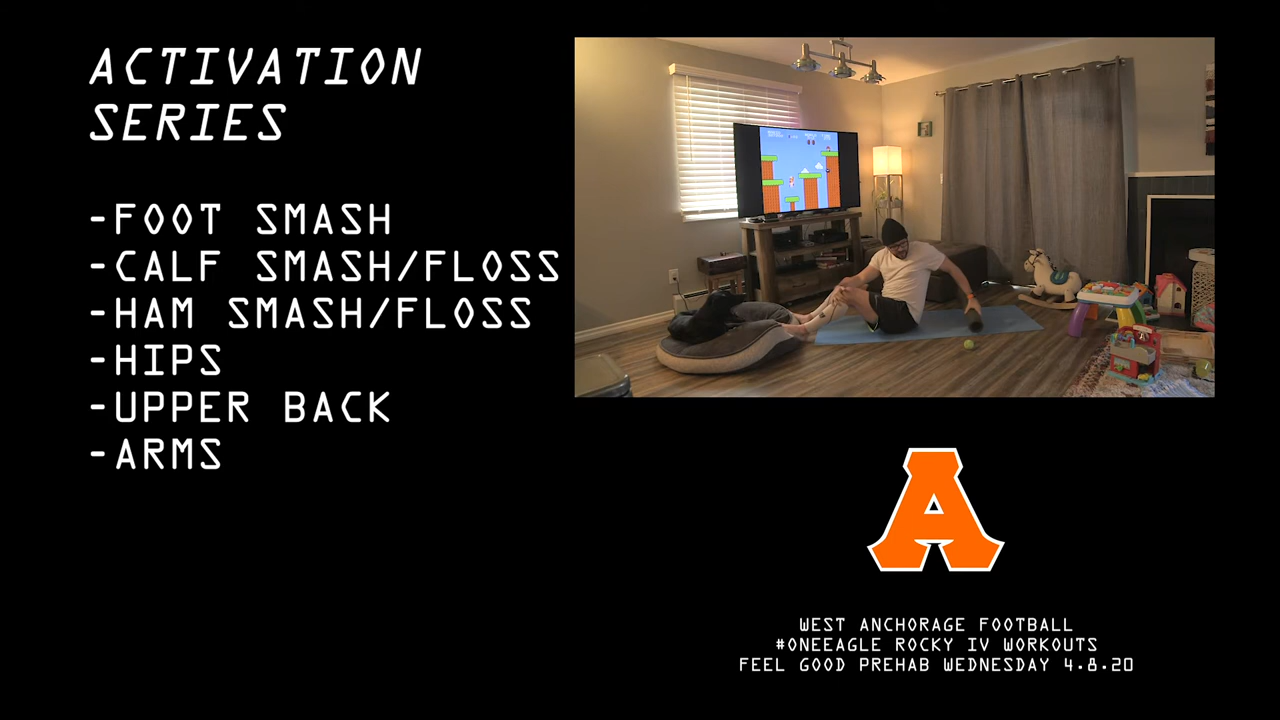 ACTIVATION
SERIES
-FOOT SMASH
-CALF SMASH/FLOSS
-HAM SMASH/FLOSS
-HIPS
-UPPER BACK
-ARMS
A
WEST ANCHORAGE FOOTBALL
#ONEEAGLE ROCKY IV WORKOUTS
FEEL GOOD PREHAB WEDNESDAY 4.8.20